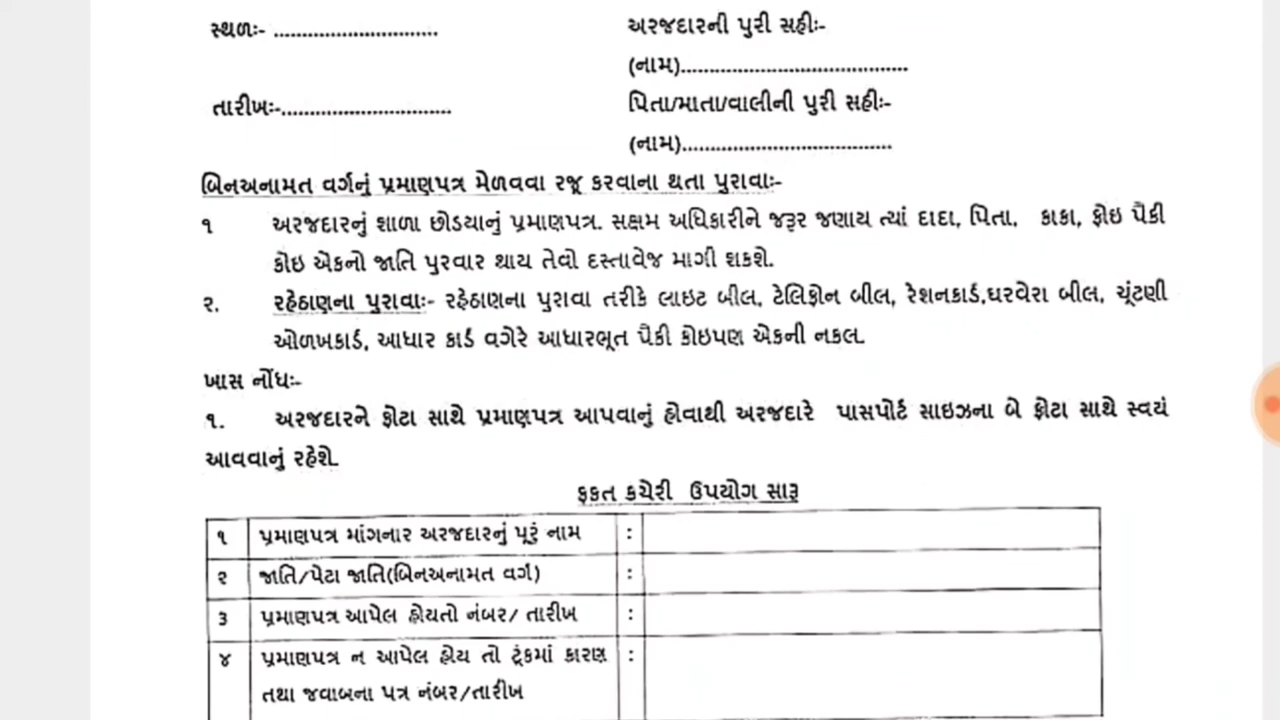 સ્થળઃ- ............................. અરજદારની પુરી સહીઃ-
(નામ)........................................
તારીખઃ-.............................. પિતા/માતા/વાલીની પુરી સહીઃ-
(નામ).....................................
બિનઅનામત વર્ગનું પ્રમાણપત્ર મેળવવા રજૂ કરવાના થતા પુરાવાઃ-
૧ અરજદારનું શાળા છોડયાનું પ્રમાણપત્ર. સક્ષમ અધિકારીને જરૂર જણાય ત્યાં દાદા, પિતા, કાકા, ફોઇ પૈકી
કોઇ એકનો જાતિ પુરવાર થાય તેવો દસ્તાવેજ માગી શકશે.
૨. રહેઠાણના પુરાવાઃ- રહેઠાણના પુરાવા તરીકે લાઇટ બીલ, ટેલિફોન બીલ, રેશનકાર્ડ,ઘરવેરા બીલ, ચૂંટણી
ઓળખકાર્ડ, આધાર કાર્ડ વગેરે આધારભૂત પૈકી કોઇપણ એકની નકલ.
ખાસ નોંધઃ-
૧. અરજદારને ફોટા સાથે પ્રમાણપત્ર આપવાનું હોવાથી અરજદારે પાસપોર્ટ સાઇઝના બે ફોટા સાથે સ્વયં
આવવાનું રહેશે.
ફકત કચેરી ઉપયોગ સારૂ
૧ પ્રમાણપત્ર માંગનાર અરજદારનું પૂરું નામ :
૨ જાતિ/પેટા જાતિ(બિનઅનામત વર્ગ) :
૩ પ્રમાણપત્ર આપેલ હોયતો નંબર/ તારીખ :
૪ પ્રમાણપત્ર ન આપેલ હોય તો ટ્રંકમાં કારણ :
તથા જવાબના પત્ર નંબર/તારીખ